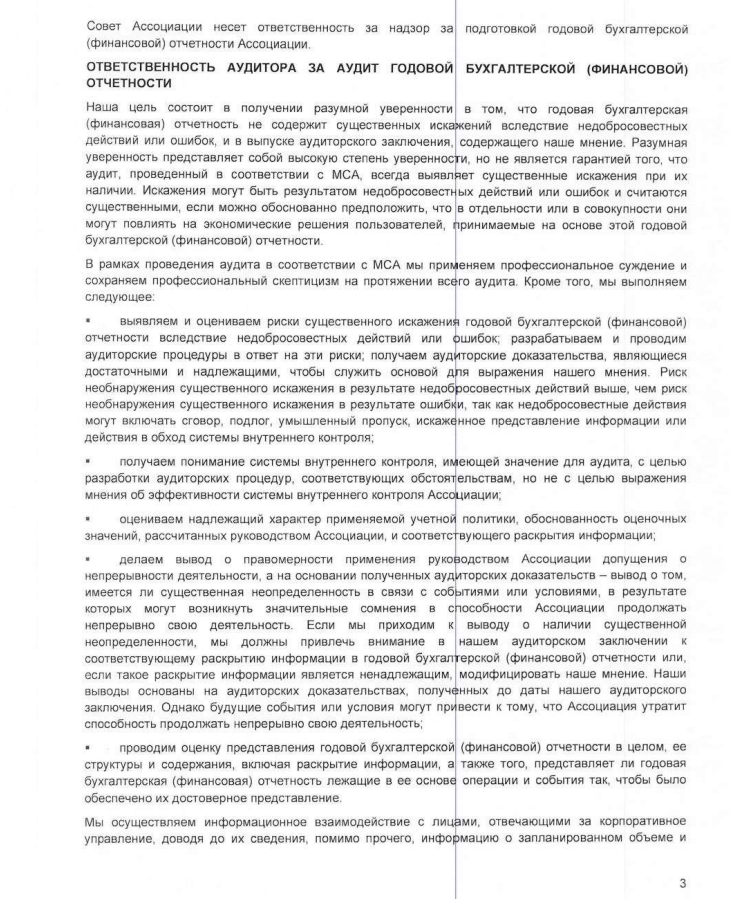 Совет Ассоциации несет ответственность за надзор за подготовкой годовой бухгалтерской
(финансовой) отчетности Ассоциации.
ОТВЕТСТВЕННОСТЬ АУДИТОРА ЗА АУДИТ ГОДОВОЙ БУХГАЛТЕРСКОЙ (ФИНАНСОВОЙ)
ОТЧЕТНОСТИ
Наша цель состоит в получении разумной уверенности в том, что годовая бухгалтерская
(финансовая) отчетность не содержит существенных искажений вследствие недобросовестных
действий или ошибок, и в выпуске аудиторского заключения, содержащего наше мнение. Разумная
уверенность представляет собой высокую степень уверенности, но не является гарантией того, что
аудит, проведенный в соответствии с МСА, всегда выявляет существенные искажения при их
наличии. Искажения могут быть результатом недобросовестных действий или ошибок и считаются
существенными, если можно обоснованно предположить, что в отдельности или в совокупности они
могут повлиять на экономические решения пользователей, принимаемые на основе этой годовой
бухгалтерской (финансовой) отчетности.
В рамках проведения аудита в соответствии с МСА мы применяем профессиональное суждение и
сохраняем профессиональный скептицизм на протяжении всего аудита. Кроме того, мы выполняем
следующее:
▪ выявляем и оцениваем риски существенного искажения годовой бухгалтерской (финансовой)
отчетности вследствие недобросовестных действий или ошибок; разрабатываем и проводим
аудиторские процедуры в ответ на эти риски; получаем аудиторские доказательства, являющиеся
достаточными и надлежащими, чтобы служить основой для выражения нашего мнения. Риск
необнаружения существенного искажения в результате недобросовестных действий выше, чем риск
необнаружения существенного искажения в результате ошибки, так как недобросовестные действия
могут включать сговор, подлог, умышленный пропуск, искаженное представление информации или
действия в обход системы внутреннего контроля;
▪ получаем понимание системы внутреннего контроля, имеющей значение для аудита, с целью
разработки аудиторских процедур, соответствующих обстоятельствам, но не с целью выражения
мнения об эффективности системы внутреннего контроля Ассоциации;
▪ оцениваем надлежащий характер применяемой учетной политики, обоснованность оценочных
значений, рассчитанных руководством Ассоциации, и соответствующего раскрытия информации;
▪ делаем вывод о правомерности применения руководством Ассоциации допущения о
непрерывности деятельности, а на основании полученных аудиторских доказательств – вывод о том,
имеется ли существенная неопределенность в связи с событиями или условиями, в результате
которых могут возникнуть значительные сомнения в способности Ассоциации продолжать
непрерывно свою деятельность. Если мы приходим к выводу о наличии существенной
неопределенности, мы должны привлечь внимание в нашем аудиторском заключении к
соответствующему раскрытию информации в годовой бухгалтерской (финансовой) отчетности или,
если такое раскрытие информации является ненадлежащим, модифицировать наше мнение. Наши
выводы основаны на аудиторских доказательствах, полученных до даты нашего аудиторского
заключения. Однако будущие события или условия могут привести к тому, что Ассоциация утратит
способность продолжать непрерывно свою деятельность;
▪ проводим оценку представления годовой бухгалтерской (финансовой) отчетности в целом, ее
структуры и содержания, включая раскрытие информации, а также того, представляет ли годовая
бухгалтерская (финансовая) отчетность лежащие в ее основе операции и события так, чтобы было
обеспечено их достоверное представление.
Мы осуществляем информационное взаимодействие с лицами, отвечающими за корпоративное
управление, доводя до их сведения, помимо прочего, информацию о запланированном объеме и
3